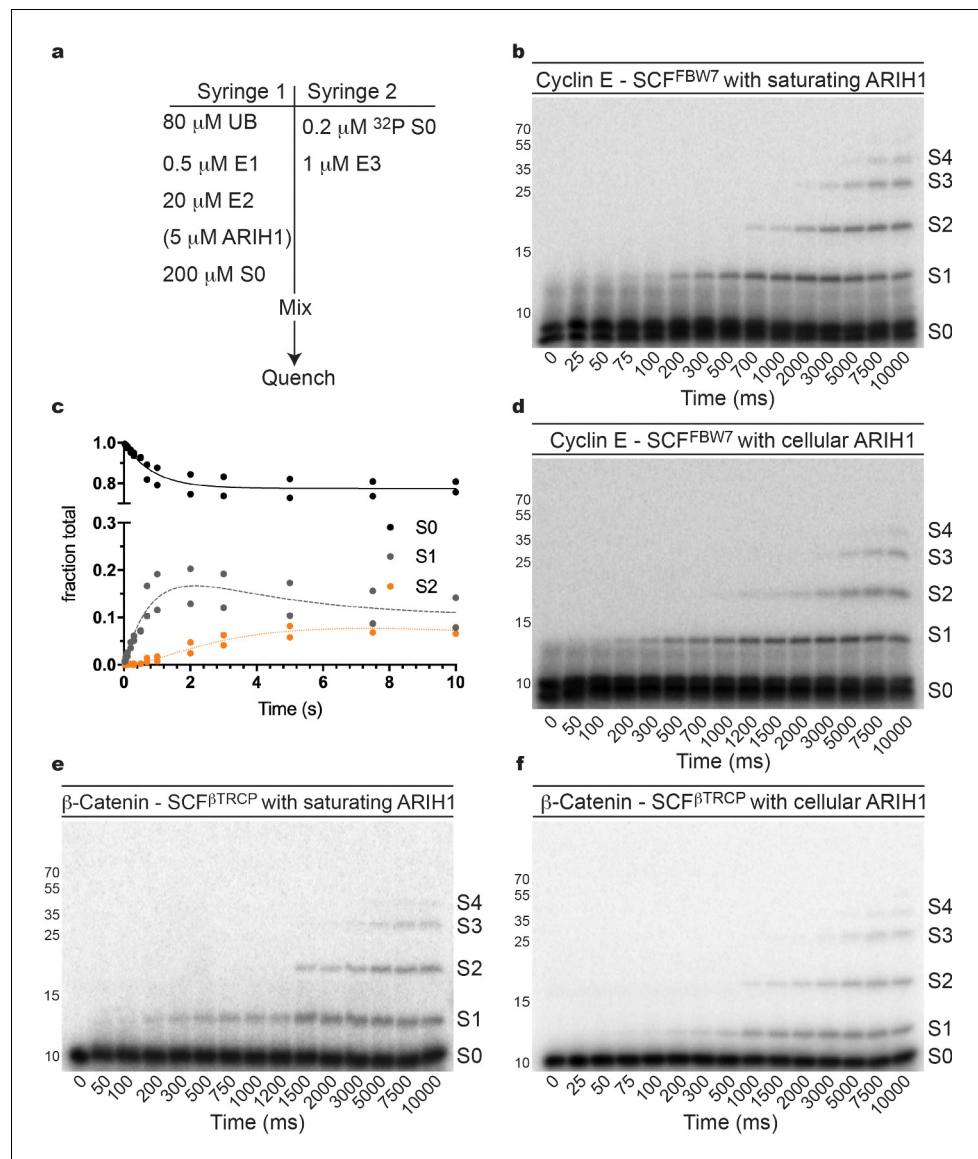 a
Syringe 1 Syringe 2
80 μM UB
0.2 μM 32P S0
0.5 μM E1
1 μM E3
20 μM E2
(5 μM ARIH1)
200 μM S0
Mix
Quench
b
Cyclin E - SCFFBW7 with saturating ARIH1
70
55
35
25
15
10
S4
S3
S2
S1
S0
0 25 50 75 100 200 300 500 700 1000 2000 3000 5000 7500 10000
Time (ms)
c
fraction total
1.0
0.8
0.3
0.2
0.1
0.0
S0
S1
S2
0 2 4 6 8 10
Time (s)
d
Cyclin E - SCFFBW7 with cellular ARIH1
70
55
35
25
15
10
S4
S3
S2
S1
S0
0 50 100 200 300 500 700 1000 1200 1500 2000 3000 5000 7500 10000
Time (ms)
e
β-Catenin - SCFβTRCP with saturating ARIH1
70
55
35
25
15
10
S4
S3
S2
S1
S0
0 50 100 200 300 500 750 1000 1200 1500 2000 3000 5000 7500 10000
Time (ms)
f
β-Catenin - SCFβTRCP with cellular ARIH1
70
55
35
25
15
10
S4
S3
S2
S1
S0
0 25 50 75 100 200 300 500 1000 1200 2000 3000 5000 7500 10000
Time (ms)